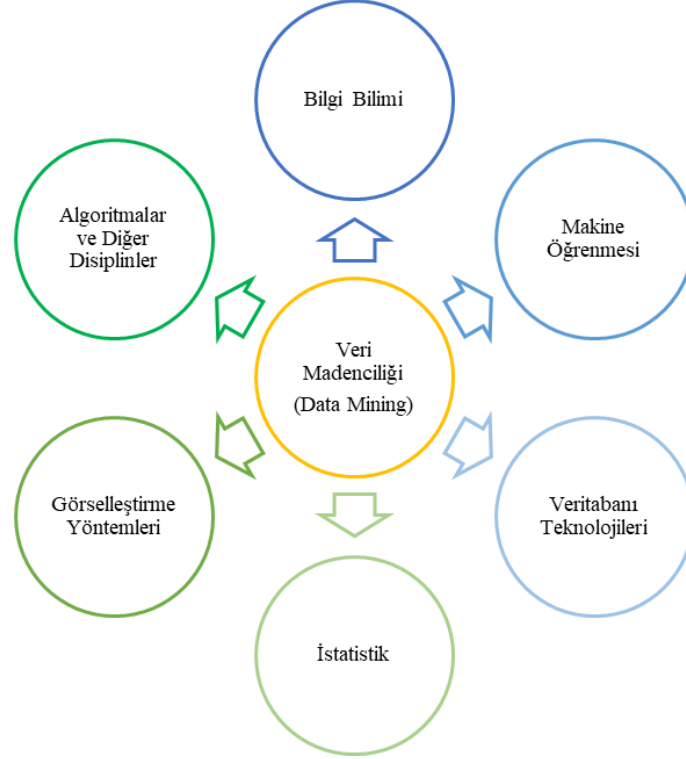 Bilgi Bilimi
Algoritmalar
ve Diğer
Disiplinler
Makine
Öğrenmesi
Veri
Madenciliği
(Data Mining)
Görselleştirme
Yöntemleri
Veritabanı
Teknolojileri
İstatistik